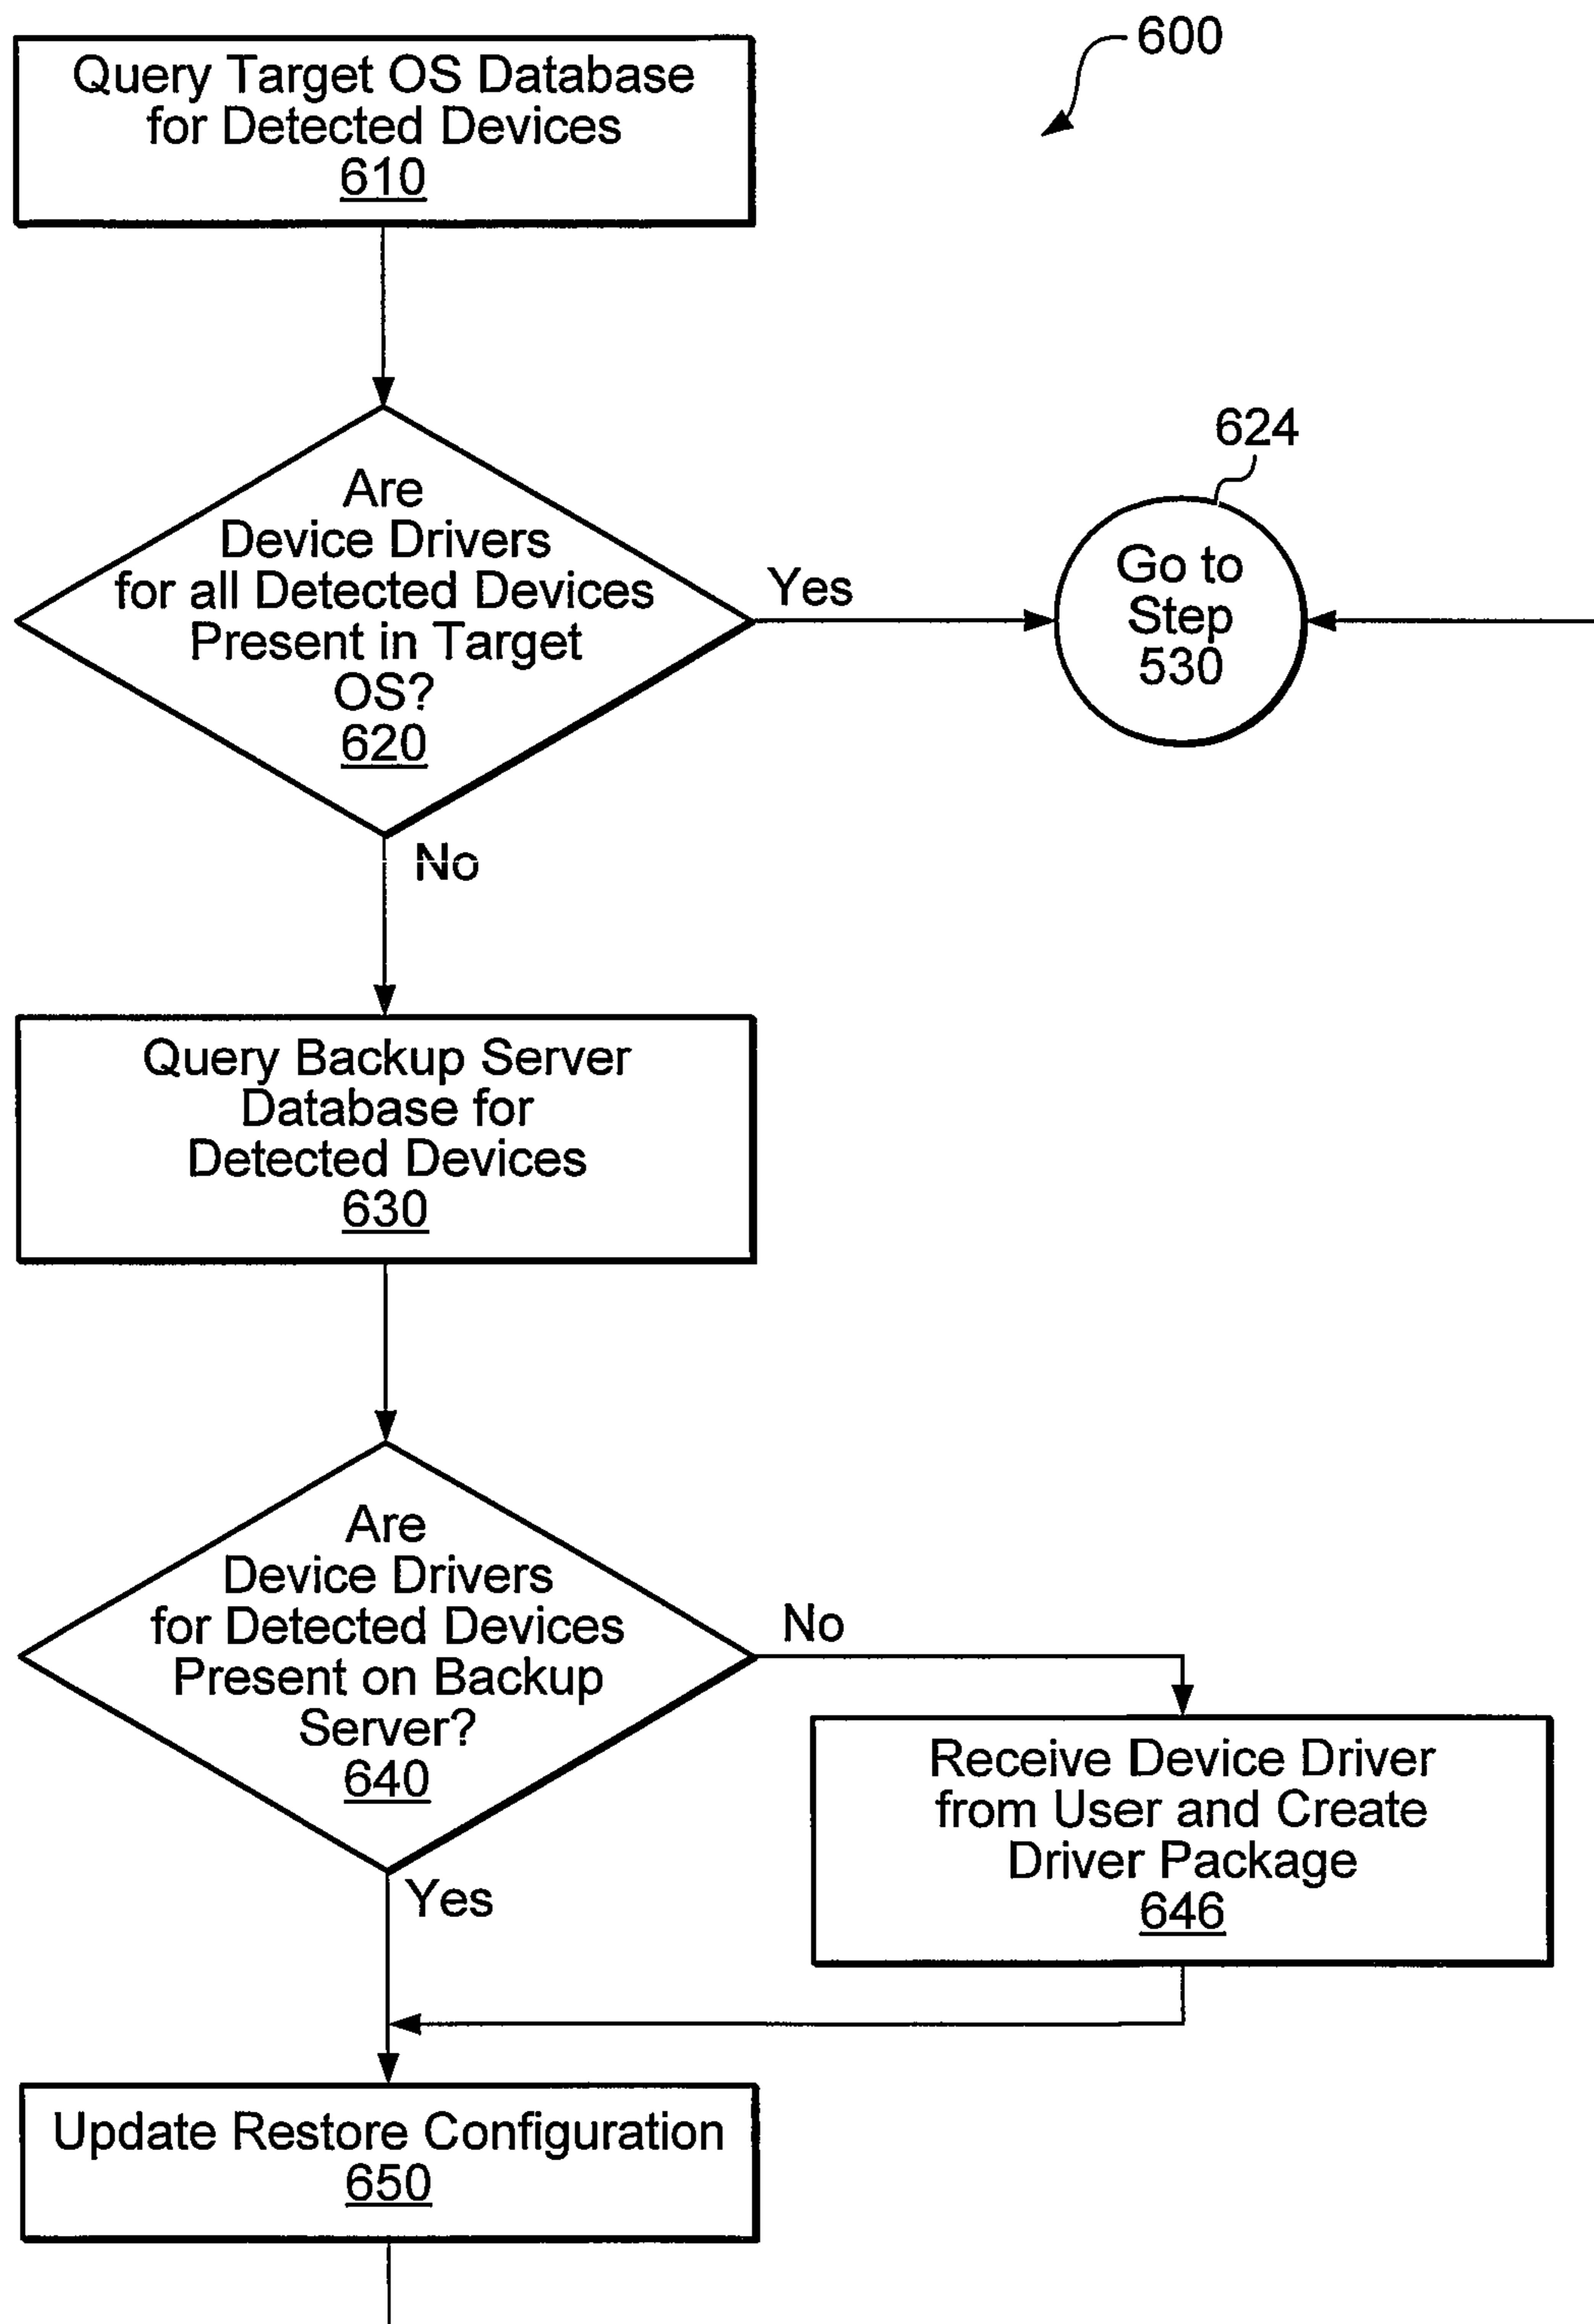 600
Query Target OS Database
for Detected Devices
610
Are
Device Drivers
for all Detected Devices
Present in Target
OS?
620
Yes
624
Go to
Step
530
No
Query Backup Server
Database for
Detected Devices
630
Are
Device Drivers
for Detected Devices
Present on Backup
Server?
640
No
Receive Device Driver
from User and Create
Driver Package
646
Yes
Update Restore Configuration
650